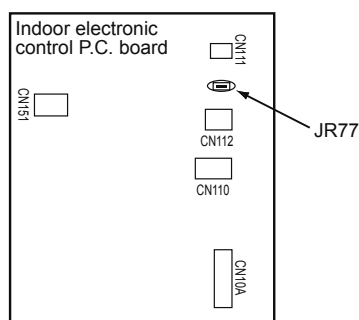 Indoor electronic
control P.C. board
CN111
CN151
JR77
CN112
CN110
CN10A